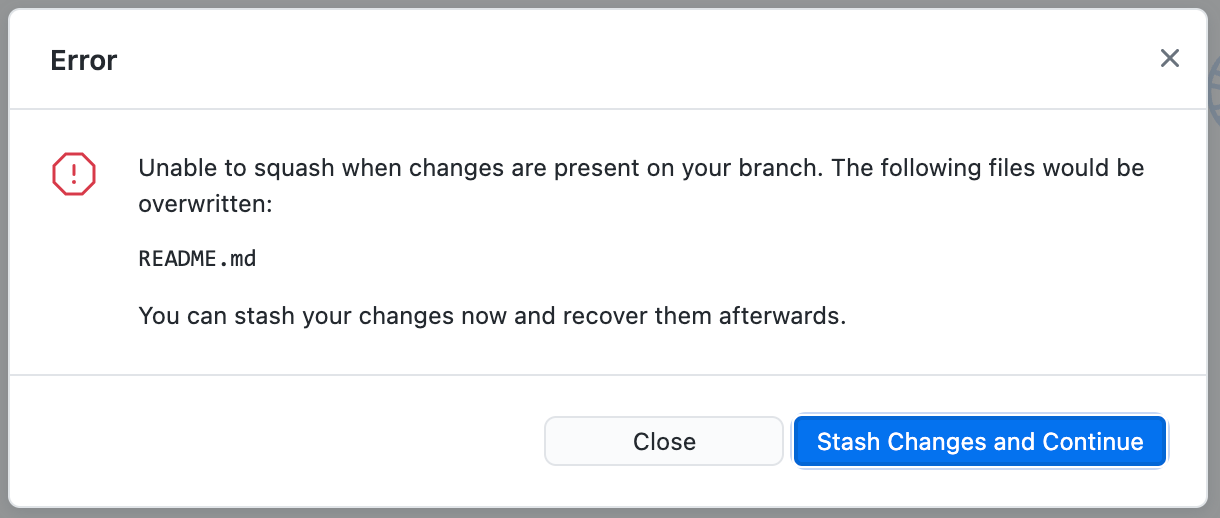 Error
Unable to squash when changes are present on your branch. The following files would be
overwritten:
README.md
You can stash your changes now and recover them afterwards.
Close
Stash Changes and Continue